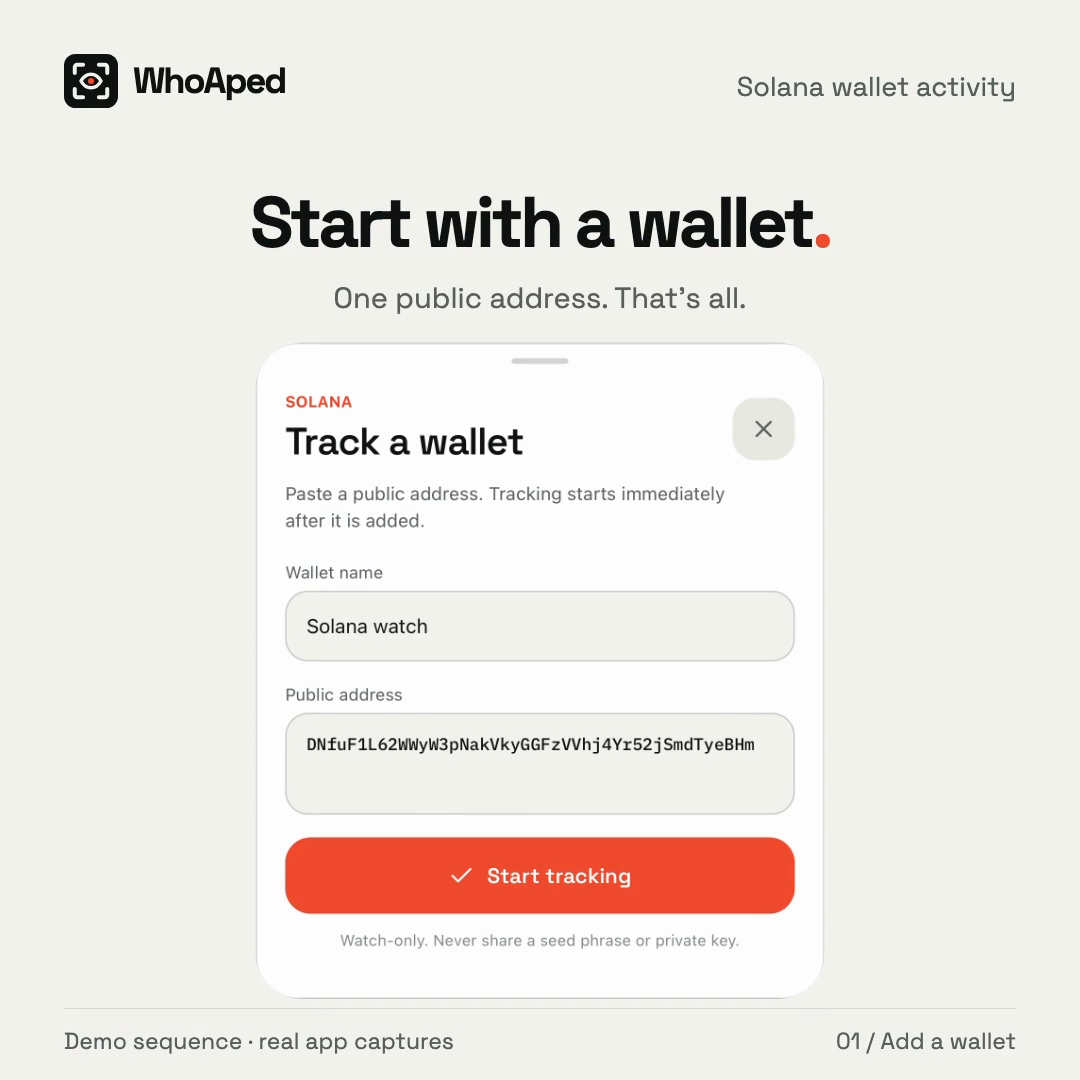 WhoAped
Solana wallet activity
Start with a wallet.
One public address. That's all.
SOLANA
Track a wallet
Paste a public address. Tracking starts immediately
after it is added.
Wallet name
Solana watch
Public address
DNfuF1L62WWyW3pNakVkyGGFzVVhj4Yr52jSmdTyeBHm
Start tracking
Watch-only. Never share a seed phrase or private key.
Demo sequence · real app captures
01 / Add a wallet